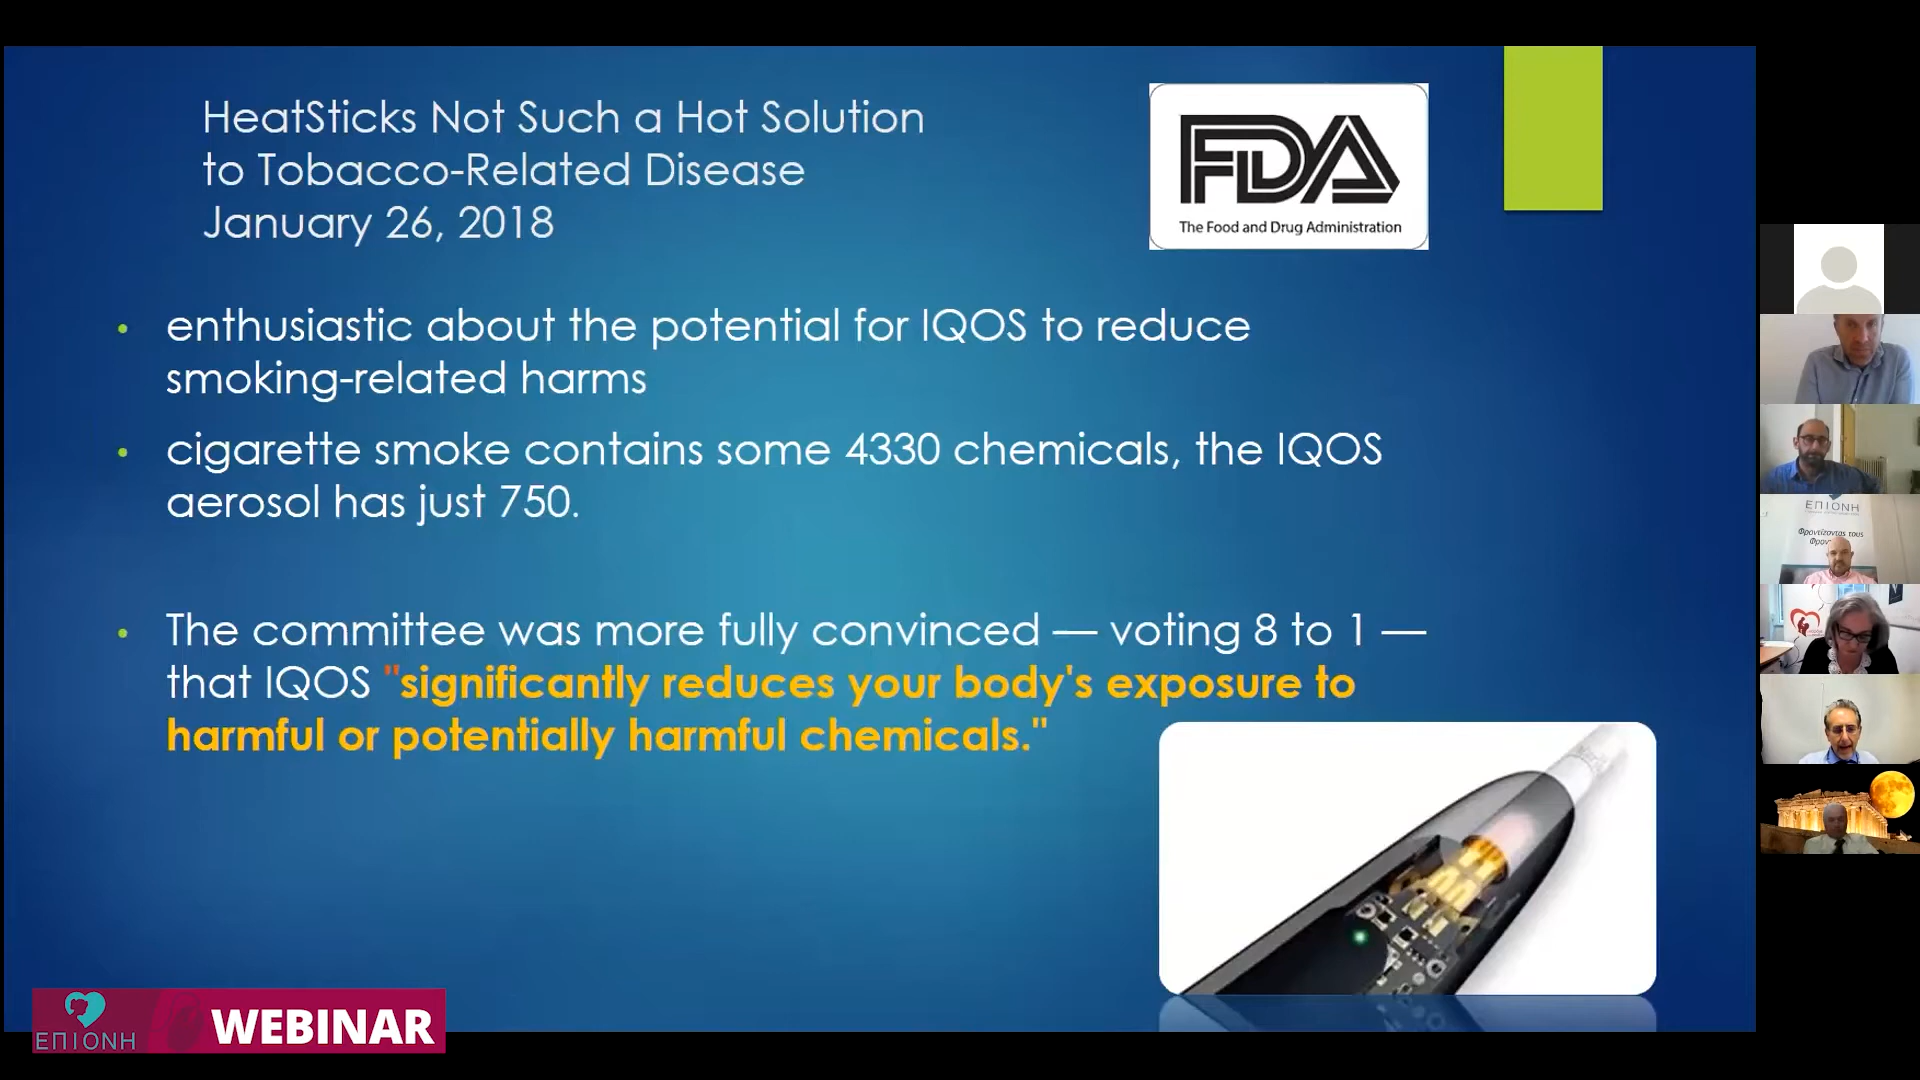 HeatSticks Not Such a Hot Solution
to Tobacco-Related Disease
January 26, 2018
FDA
The Food and Drug Administration
• enthusiastic about the potential for IQOS to reduce
smoking-related harms
• cigarette smoke contains some 4330 chemicals, the IQOS
aerosol has just 750.
• The committee was more fully convinced — voting 8 to 1 —
that IQOS "significantly reduces your body's exposure to
harmful or potentially harmful chemicals."
ΕΠΙΟΝΗ
Φροντίζοντας τους
ΕΠΙΟΝΗ
WEBINAR